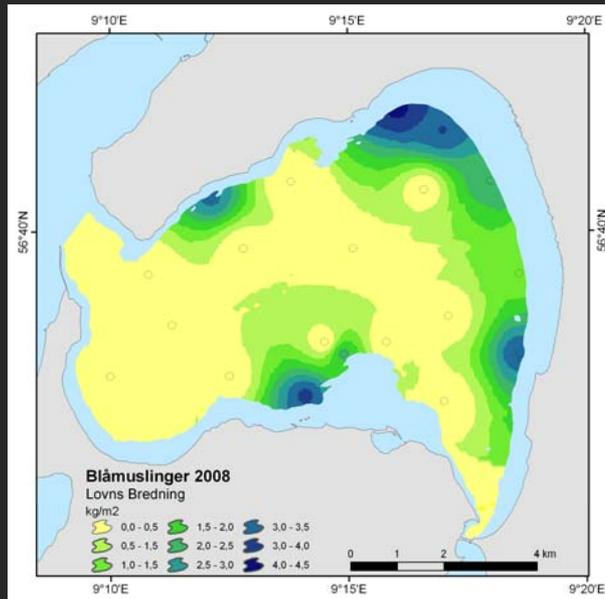 9°10'E 9°15'E 9°20'E
56°40'N 56°40'N
Blåmuslinger 2008
Lovns Bredning
kg/m2
0,0 - 0,5 1,5 - 2,0 3,0 - 3,5
0,5 - 1,5 2,0 - 2,5 3,0 - 4,0
1,0 - 1,5 2,5 - 3,0 4,0 - 4,5
0 1 2 4 km
9°10'E 9°15'E 9°20'E